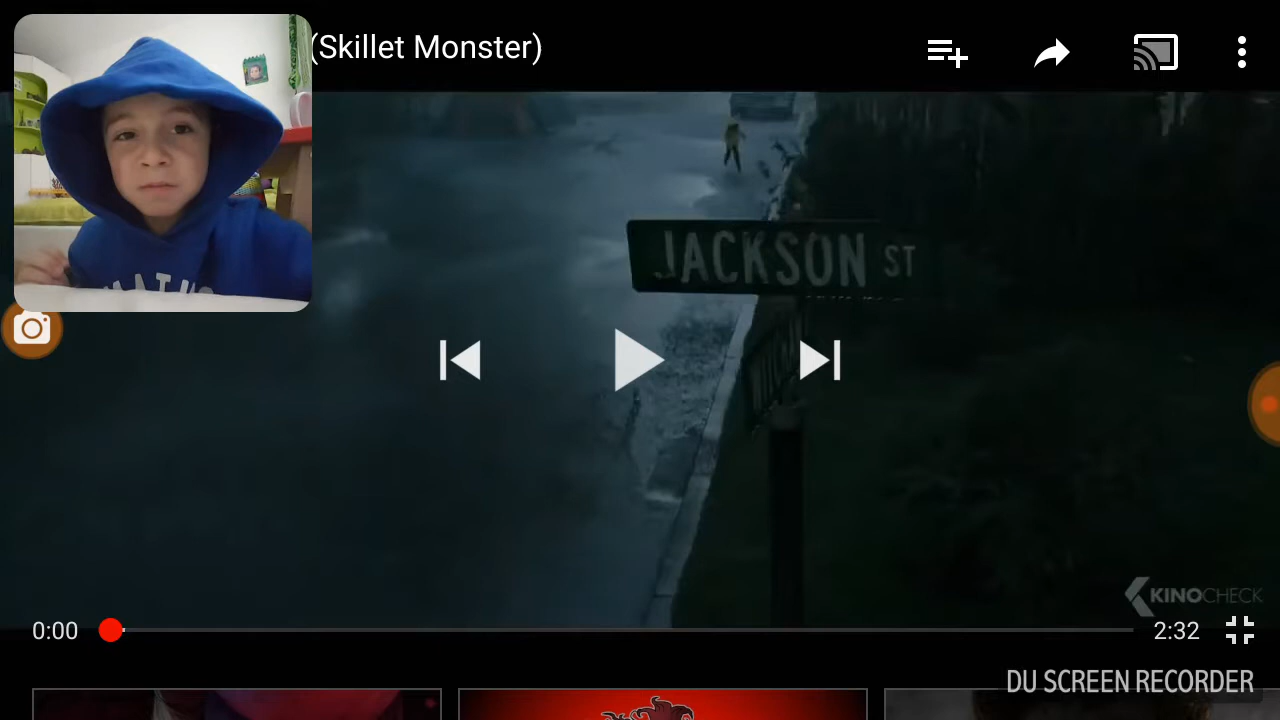 (Skillet Monster)
JACKSON ST
KINOCHECK
0:00
2:32
DU SCREEN RECORDER